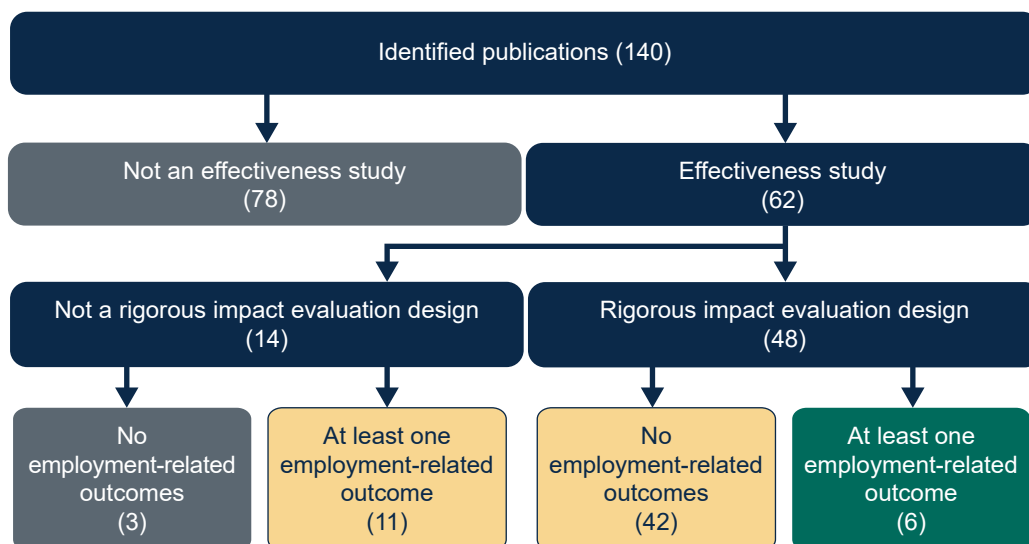 Identified publications (140)
Not an effectiveness study
(78)
Effectiveness study
(62)
Not a rigorous impact evaluation design
(14)
Rigorous impact evaluation design
(48)
No
employment-related
outcomes
(3)
At least one
employment-related
outcome
(11)
No
employment-related
outcomes
(42)
At least one
employment-related
outcome
(6)